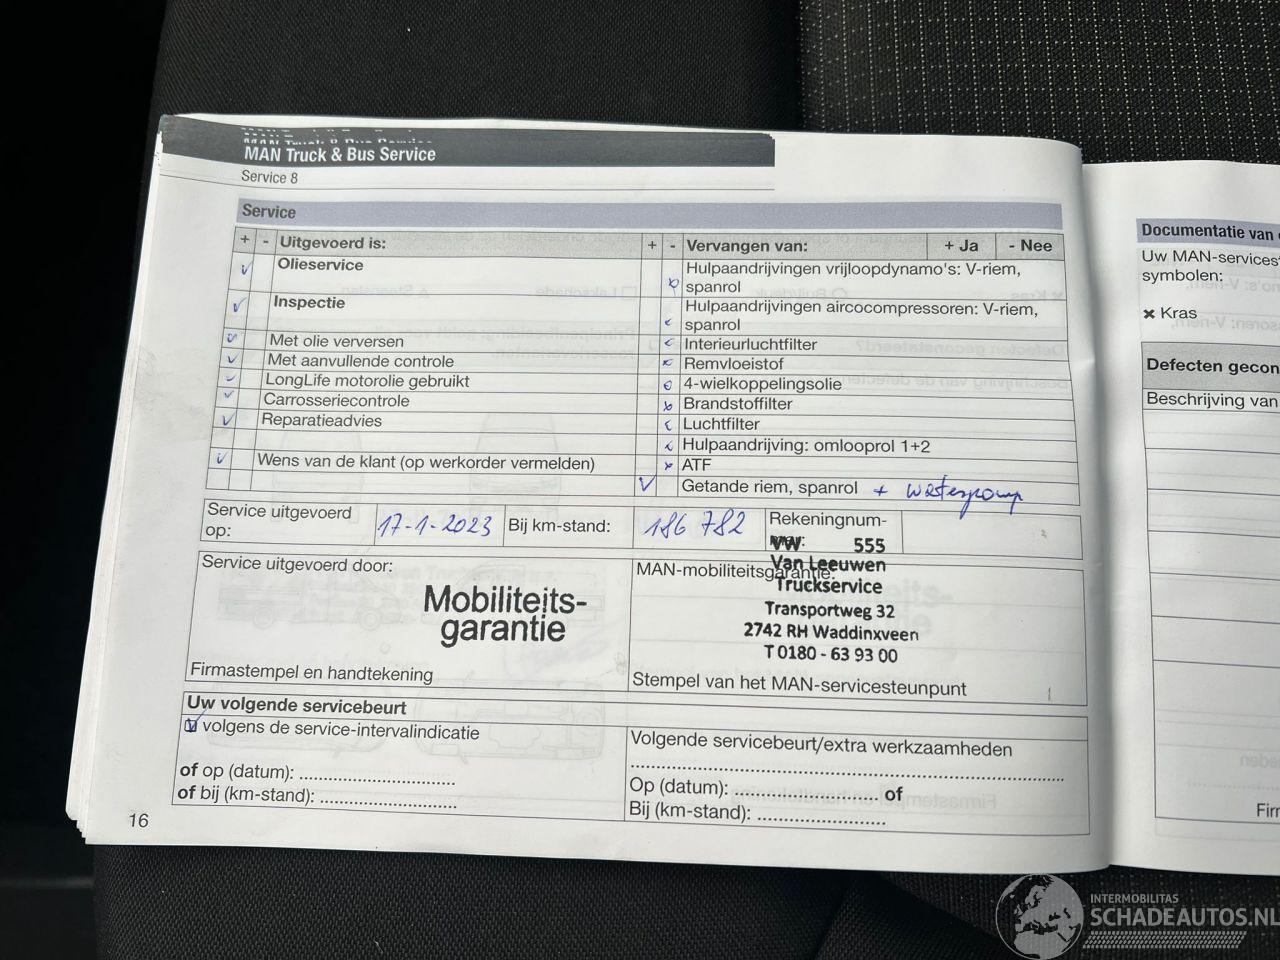 MAN Truck & Bus Service
Service 8
Service
+ - Uitgevoerd is:
Olieservice
Inspectie
Met olie verversen
Met aanvullende controle
LongLife motorolie gebruikt
Carrosseriecontrole
Reparatieadvies
Wens van de klant (op werkorder vermelden)
+ - Vervangen van: + Ja - Nee
Hulpaandrijvingen vrijloopdynamo's: V-riem,
spanrol
Hulpaandrijvingen aircocompressoren: V-riem,
spanrol
Interieurluchtfilter
Remvloeistof
4-wielkoppelingsolie
Brandstoffilter
Luchtfilter
Hulpaandrijving: omlooprol 1+2
ATF
Getande riem, spanrol + waterpomp
Service uitgevoerd
op:
17-1-2023
Bij km-stand:
186 782
Rekeningnum-
VW 555
Van Leeuwen
Truckservice
Transportweg 32
2742 RH Waddinxveen
T 0180 - 63 93 00
Service uitgevoerd door:
Mobiliteits-
garantie
Firmastempel en handtekening
MAN-mobiliteitsgarantie:
Stempel van het MAN-servicesteunpunt
Uw volgende servicebeurt
volgens de service-intervalindicatie
of op (datum): ................................
of bij (km-stand): ............................
Volgende servicebeurt/extra werkzaamheden
Op (datum): ............................ of
Bij (km-stand): ............................
16
Documentatie van
Uw MAN-services
symbolen:
× Kras
Defecten gecon
Beschrijving van
Firm
INTERMOBILITAS
SCHADEAUTOS.NL